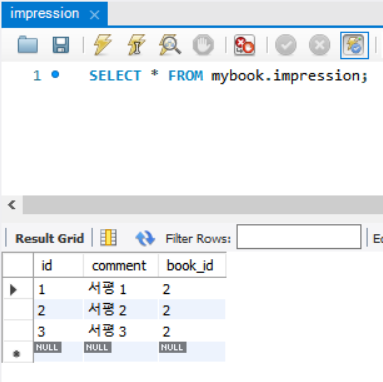 impression
1 SELECT * FROM mybook.impression;
Result Grid Filter Rows:
id comment book_id
1 서평 1 2
2 서평 2 2
3 서평 3 2
NULL NULL NULL